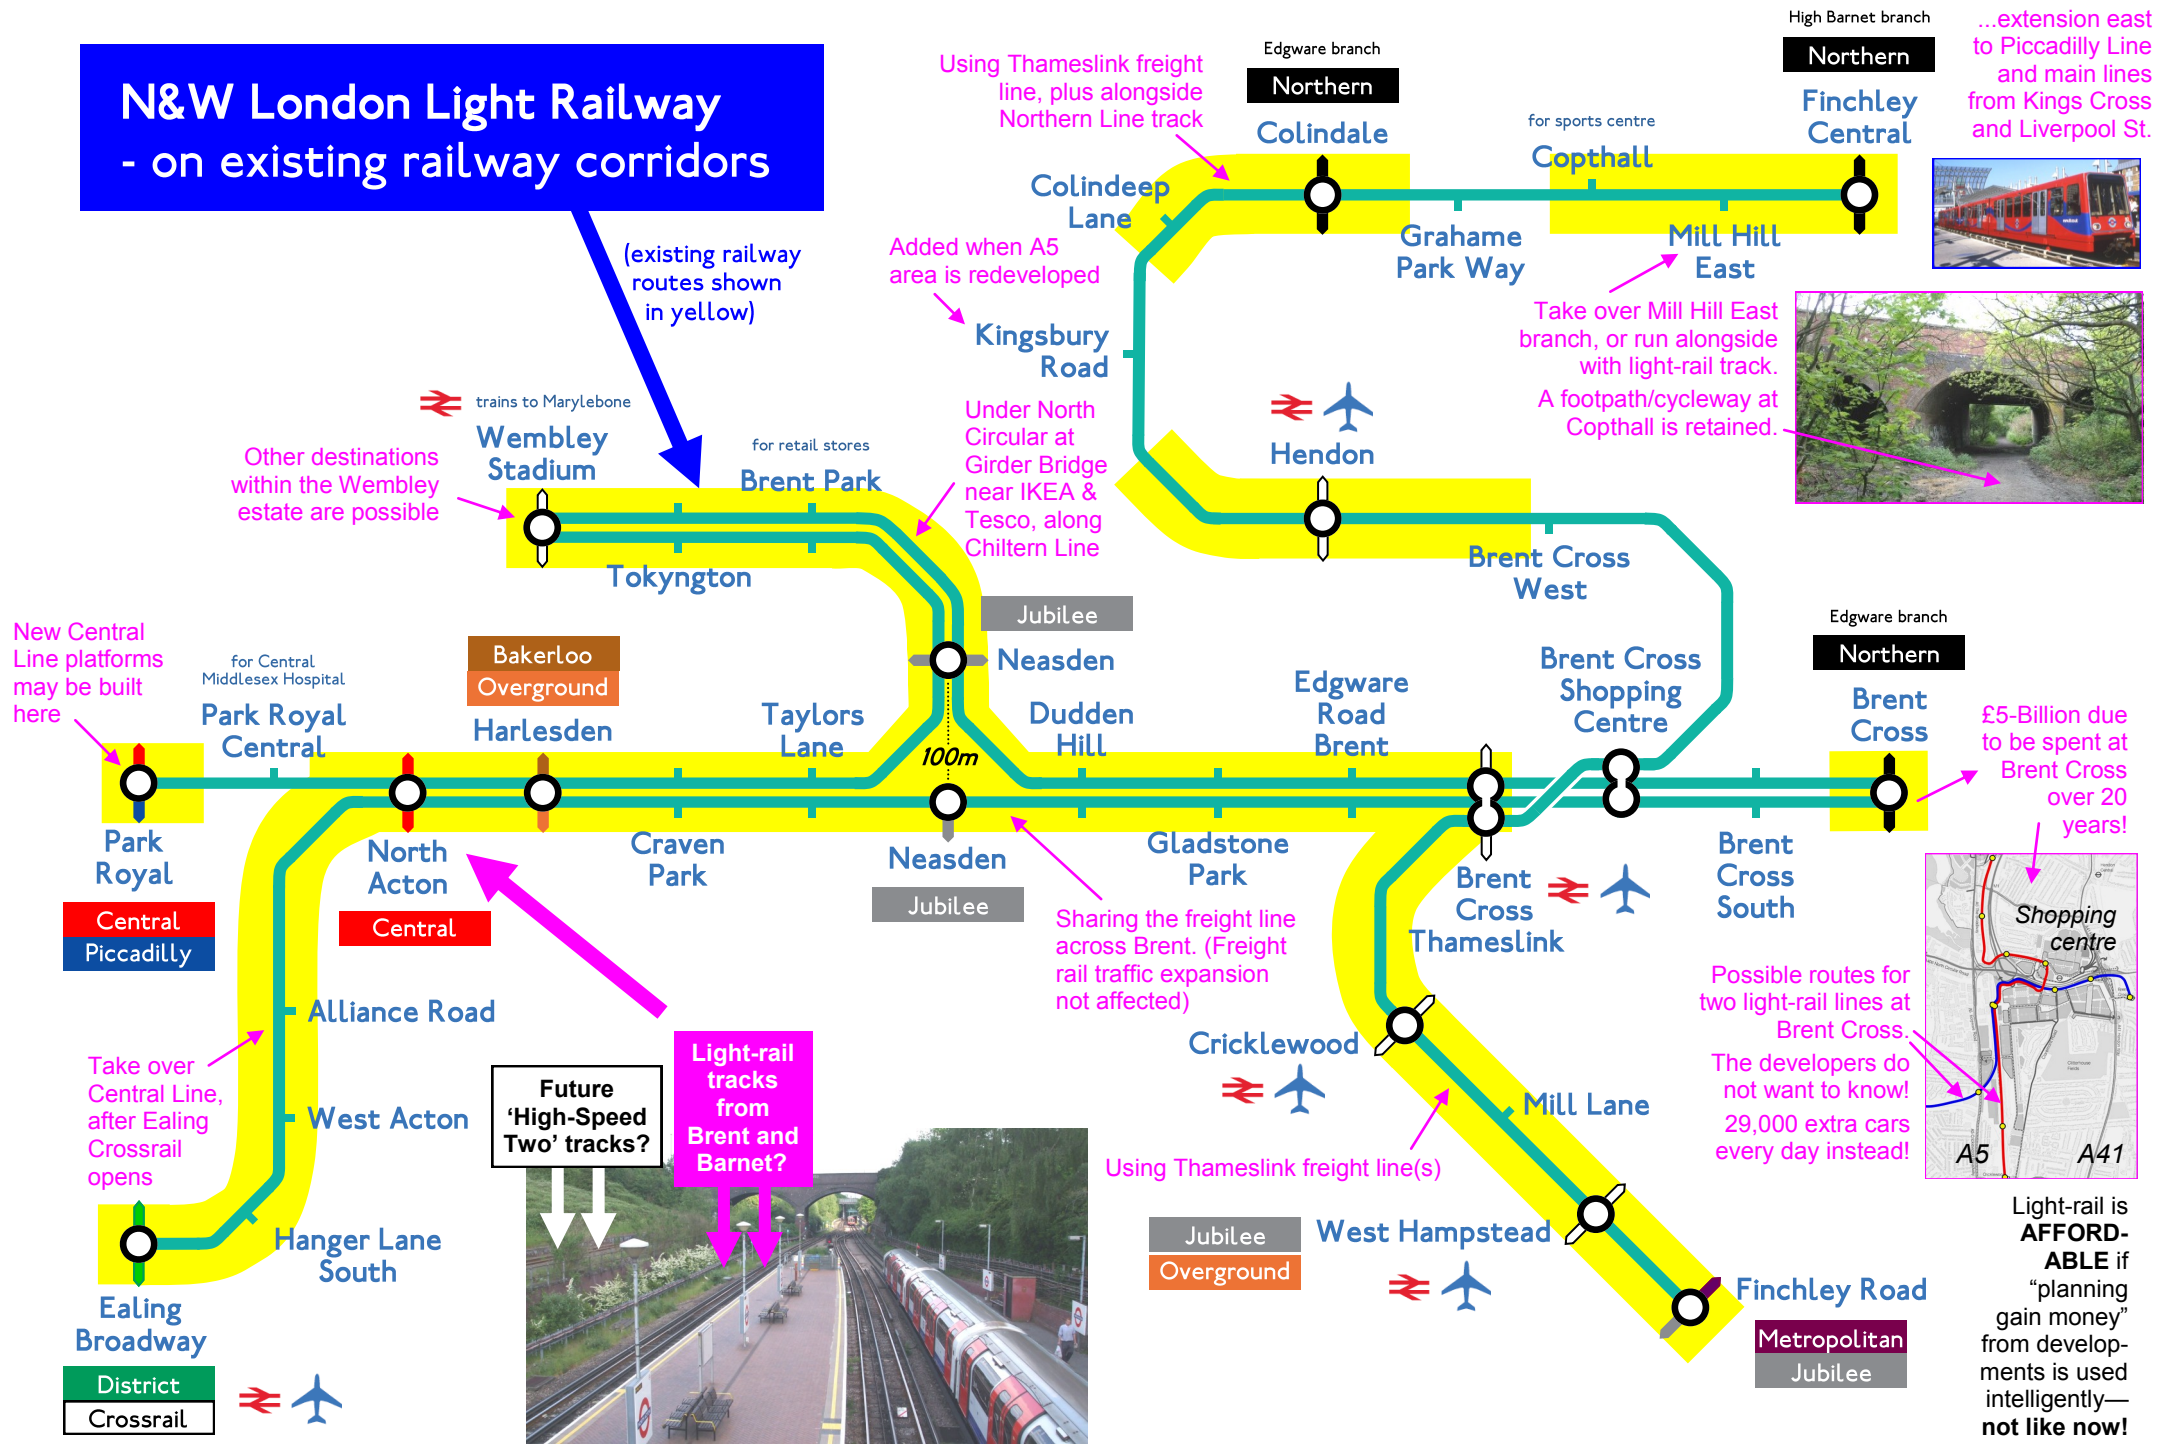 N&W London Light Railway
- on existing railway corridors
(existing railway
routes shown
in yellow)
Using Thameslink freight
line, plus alongside
Northern Line track
Edgware branch
Northern
Colindale
for sports centre
Copthall
High Barnet branch
Northern
Finchley
Central
...extension east
to Piccadilly Line
and main lines
from Kings Cross
and Liverpool St.
Colindeep
Lane
Grahame
Park Way
Mill Hill
East
Added when A5
area is redeveloped
Kingsbury
Road
Take over Mill Hill East
branch, or run alongside
with light-rail track.
A footpath/cycleway at
Copthall is retained.
trains to Marylebone
Wembley
Stadium
Other destinations
within the Wembley
estate are possible
for retail stores
Brent Park
Tokyngton
Under North
Circular at
Girder Bridge
near IKEA &
Tesco, along
Chiltern Line
Hendon
Brent Cross
West
Jubilee
Neasden
New Central
Line platforms
may be built
here
for Central
Middlesex Hospital
Park Royal
Central
Bakerloo
Overground
Harlesden
Taylors
Lane
100m
Dudden
Hill
Edgware
Road
Brent
Brent Cross
Shopping
Centre
Edgware branch
Northern
Brent
Cross
£5-Billion due
to be spent at
Brent Cross
over 20
years!
Park
Royal
Central
Piccadilly
North
Acton
Central
Craven
Park
Neasden
Jubilee
Gladstone
Park
Brent
Cross
Thameslink
Brent
Cross
South
Sharing the freight line
across Brent. (Freight
rail traffic expansion
not affected)
Shopping
centre
A5
A41
Possible routes for
two light-rail lines at
Brent Cross.
The developers do
not want to know!
29,000 extra cars
every day instead!
Alliance Road
West Acton
Hanger Lane
South
Take over
Central Line,
after Ealing
Crossrail
opens
Ealing
Broadway
District
Crossrail
Future
‘High-Speed
Two’ tracks?
Light-rail
tracks
from
Brent and
Barnet?
Cricklewood
Mill Lane
Using Thameslink freight line(s)
Jubilee
Overground
West Hampstead
Finchley Road
Metropolitan
Jubilee
Light-rail is
AFFORD-
ABLE if
“planning
gain money”
from develop-
ments is used
intelligently—
not like now!